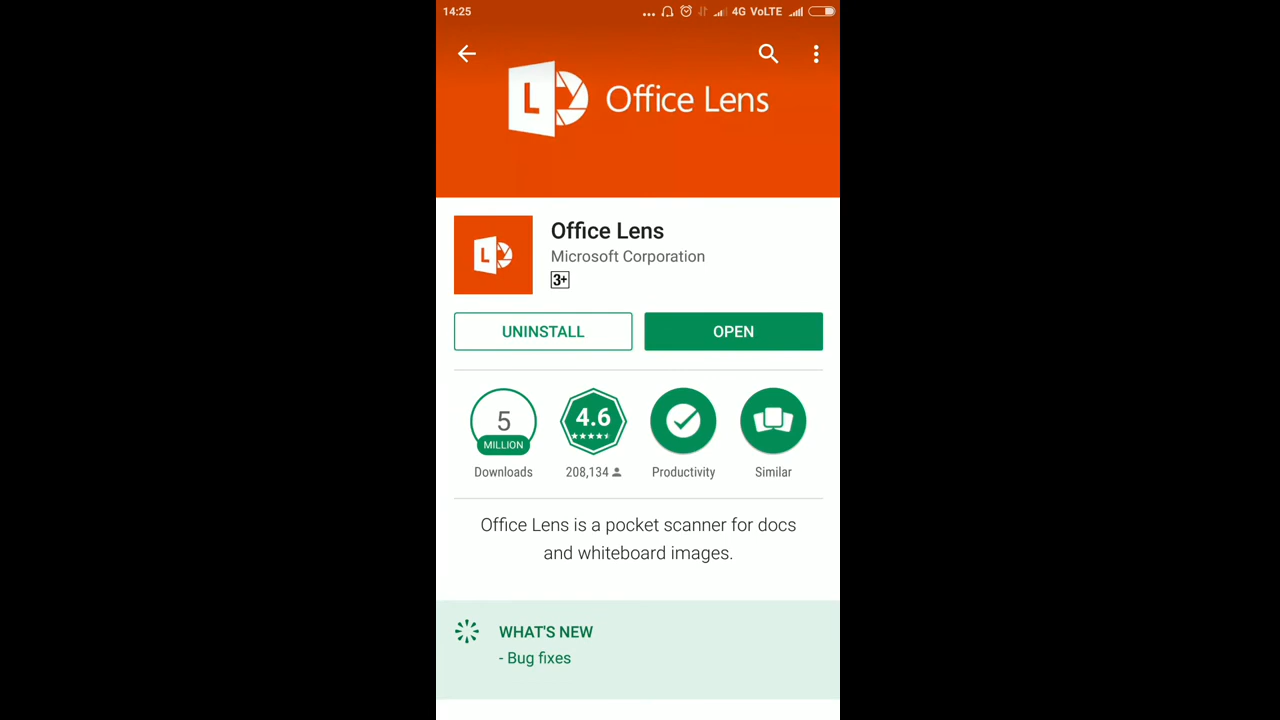 14:25
4G VoLTE
L Office Lens
L
Office Lens
Microsoft Corporation
3+
UNINSTALL
OPEN
5
MILLION
4.6
Downloads
208,134
Productivity
Similar
Office Lens is a pocket scanner for docs
and whiteboard images.
WHAT'S NEW
- Bug fixes